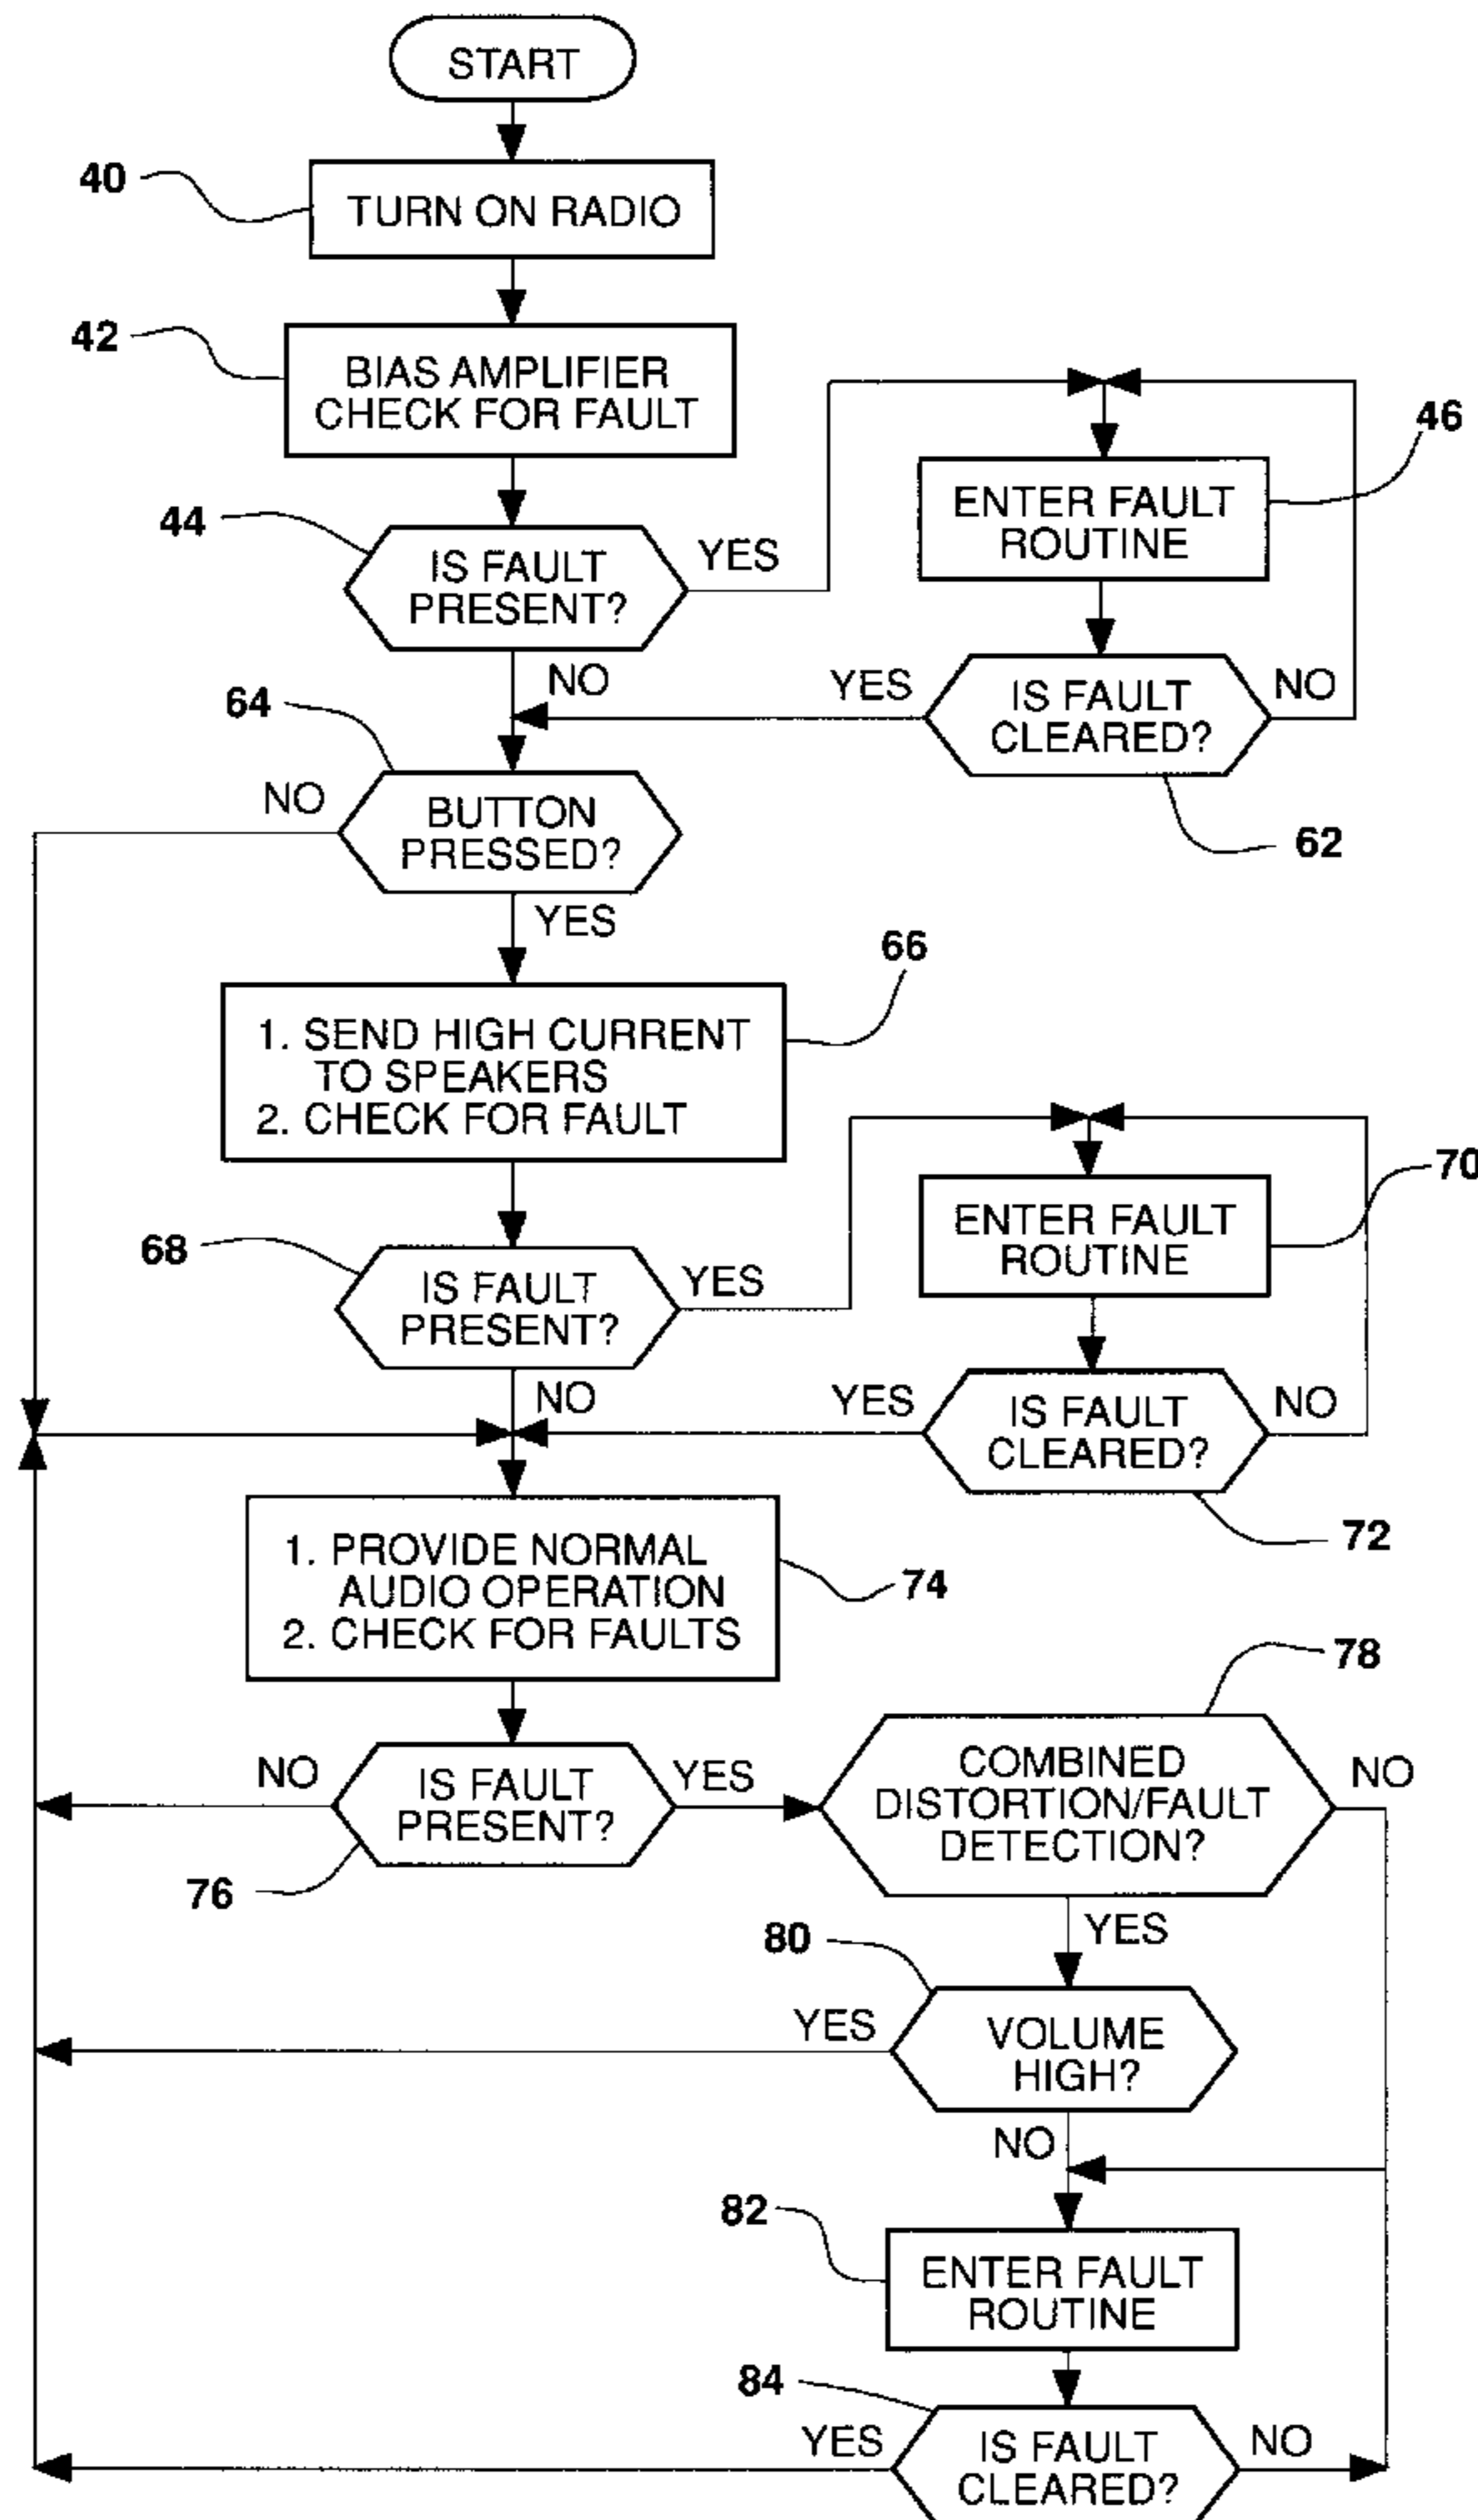 START
40
TURN ON RADIO
42
BIAS AMPLIFIER
CHECK FOR FAULT
46
ENTER FAULT
ROUTINE
44
IS FAULT
PRESENT?
YES
NO
YES
IS FAULT
CLEARED?
NO
62
64
NO
BUTTON
PRESSED?
YES
66
1. SEND HIGH CURRENT
TO SPEAKERS
2. CHECK FOR FAULT
70
ENTER FAULT
ROUTINE
68
IS FAULT
PRESENT?
YES
NO
YES
IS FAULT
CLEARED?
NO
72
1. PROVIDE NORMAL
AUDIO OPERATION
2. CHECK FOR FAULTS
74
78
NO
IS FAULT
PRESENT?
YES
76
COMBINED
DISTORTION/FAULT
DETECTION?
NO
YES
80
YES
VOLUME
HIGH?
NO
82
ENTER FAULT
ROUTINE
84
YES
IS FAULT
CLEARED?
NO